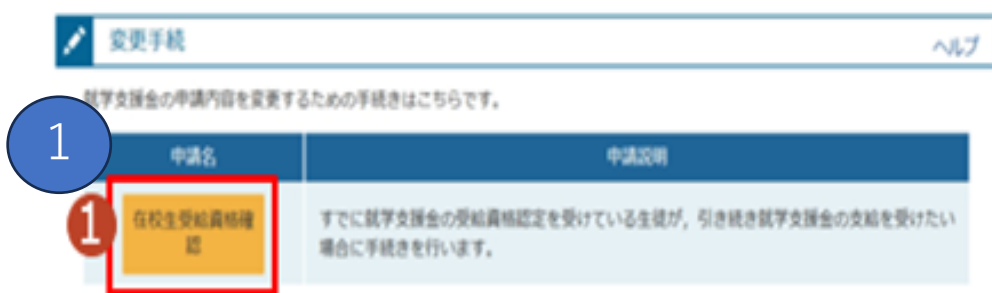 変更手続
ヘルプ
就学支援金の申請内容を変更するための手続きはこちらです。
1
申請名
申請説明
1
在校生受給資格確
認
すでに就学支援金の受給資格認定を受けている生徒が，引き続き就学支援金の支給を受けたい
場合に手続きを行います。